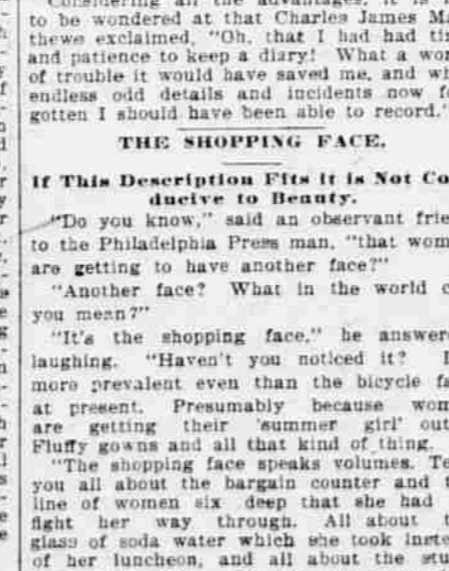 Considering all the advantages, it is
to be wondered at that Charles James Ma
thews exclaimed, "Oh, that I had had ti
and patience to keep a diary! What a wo
of trouble it would have saved me, and wh
endless odd details and incidents now fo
gotten I should have been able to record.'
THE SHOPPING FACE.
If This Description Fits it is Not Co
ducive to Beauty.
"Do you know," said an observant frie
to the Philadelphia Press man, "that wom
are getting to have another face?"
"Another face? What in the world c
you mean?"
"It's the shopping face," he answer
laughing. "Haven't you noticed it? I
more prevalent even than the bicycle fa
at present. Presumably because wom
are getting their 'summer girl' out
Fluffy gowns and all that kind of thing.
"The shopping face speaks volumes. Te
you all about the bargain counter and t
line of women six deep that she had
fight her way through. All about t
glass of soda water which she took inste
of her luncheon, and all about the stu